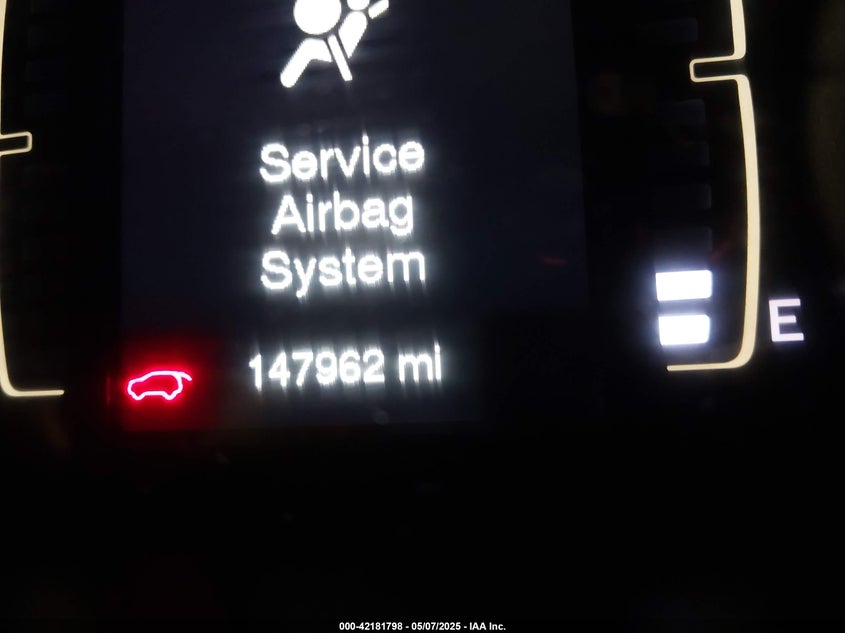 Service
Airbag
System
147962 mi
E
000-42181798 - 05/07/2025 - IAA Inc.